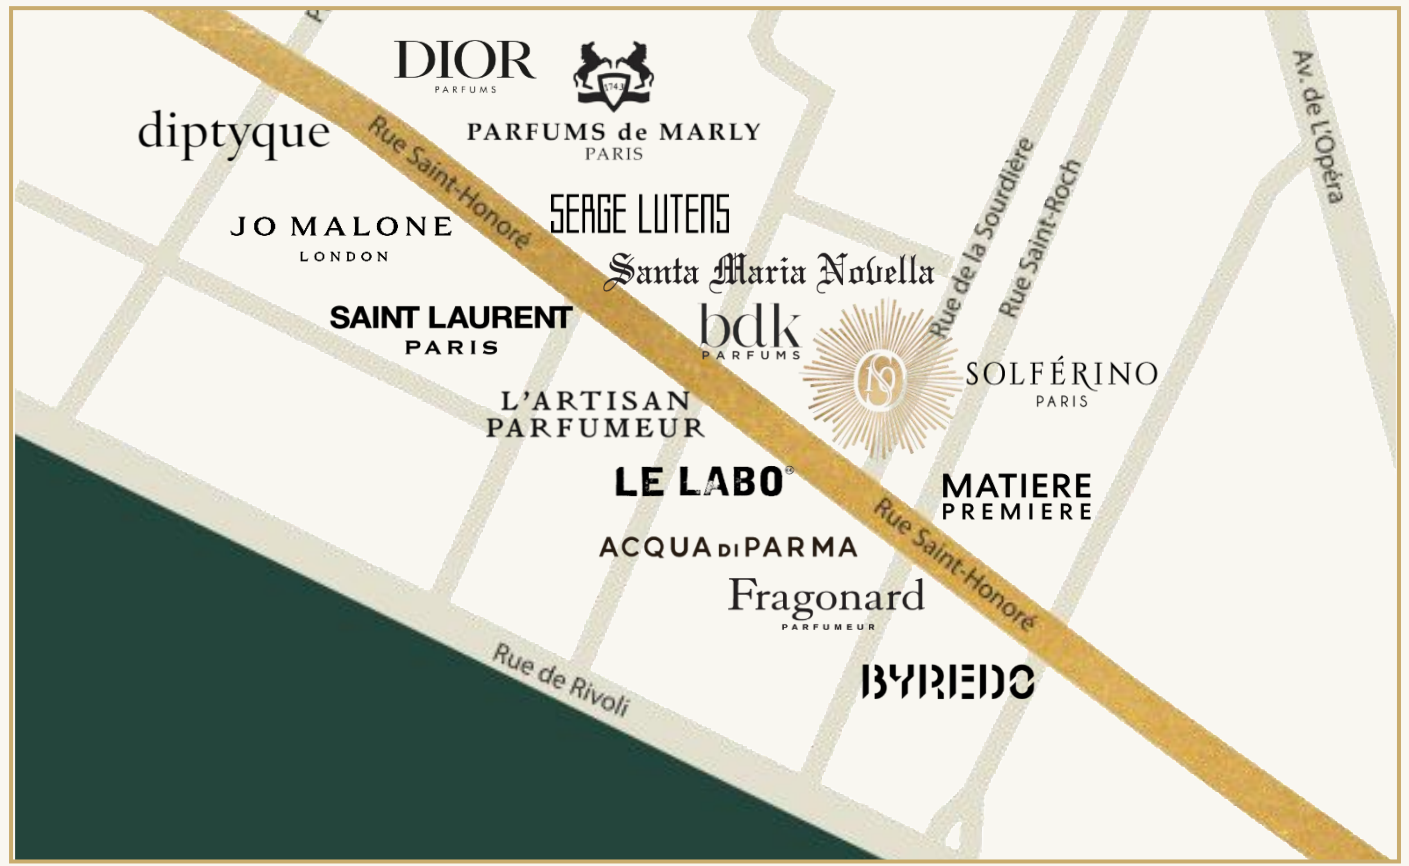 P
DIOR
PARFUMS
1743
PARFUMS de MARLY
PARIS
diptyque
Rue Saint-Honoré
JO MALONE
LONDON
SERGE LUTENS
Santa Maria Novella
SAINT LAURENT
PARIS
bdk
PARFUMS
Rue de la Sourdière
Rue Saint-Roch
Av. de L'Opéra
SOLFÉRINO
PARIS
L'ARTISAN
PARFUMEUR
LE LABO
MATIERE
PREMIERE
Rue Saint-Honoré
ACQUA DI PARMA
Fragonard
PARFUMEUR
Rue de Rivoli
BYREDO